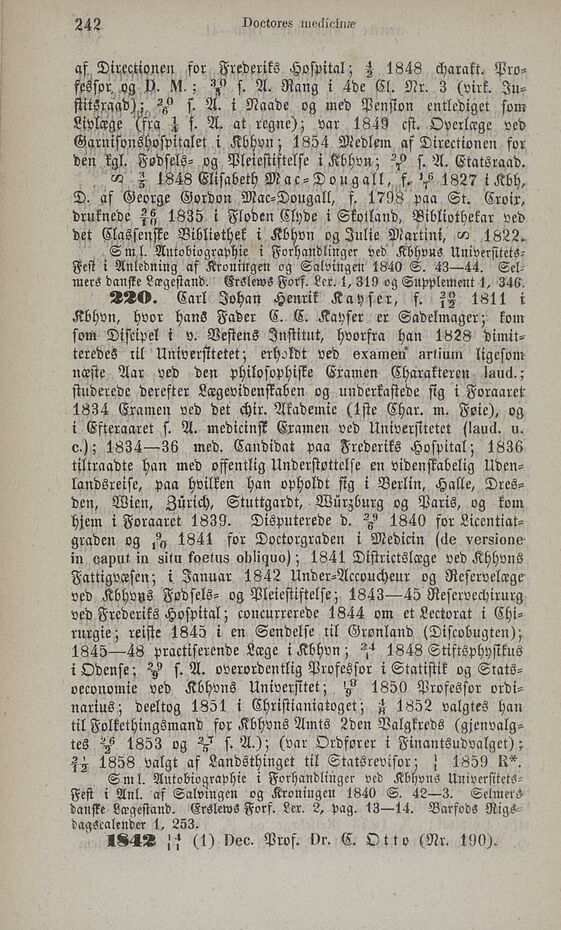 242
Doctores medicinæ
af Directionen for Frederiks Hospital; 4/2 1848 charakt. Pro-
fessor og D. M.; 30/9 s. A. Rang i 4de Cl. Nr. 3 (virk. Ju-
stitsraad); 20/6 s. A. i Naade og med Pension entlediget som
Livlæge (fra s. A. at regne); var 1849 cst. Overlæge ved
Garnisonshospitalet i Kbhvn; 1854 Medlem af Directionen for
den kgl. Fødsels- og Pleiestiftelse i Kbhvn; 20/7 s. A. Etatsraad.
∞ 3/5 1848 Elisabeth Mac-Dougall, f. 16/7 1827 i Kbh,
D. af George Gordon Mac-Dougall, f. 1798 paa St. Croix,
druknede 26/10 1835 i Floden Clyde i Skotland, Bibliothekar ved
det Classenske Bibliothek i Kbhvn og Julie Martini, ∞ 1822.
Sml. Autobiographie i Forhandlinger ved Kbhvns Universitets-
Fest i Anledning af Kroningen og Salvingen 1840 S. 43—44. Sel-
mers danske Lægestand. Erslews Forf. Lex. 1, 319 og Supplement 1, 346.
220. Carl Johan Henrik Kayser, f. 20/12 1811 i
Kbhvn, hvor hans Fader C. C. Kayser er Sadelmager; kom
som Discipel i v. Westens Institut, hvorfra han 1828 dimit-
teredes til Universitetet; erholdt ved examen artium ligesom
næste Aar ved den philosophiske Examen Charakteren laud.;
studerede derefter Lægevidenskaben og underkastede sig i Foraaret
1834 Examen ved det chir. Akademie (1ste Char. m. Føie), og
i Efteraaret s. A. medicinsk Examen ved Universitetet (laud. u.
c.); 1834—36 med. Candidat paa Frederiks Hospital; 1836
tiltraadte han med offentlig Understøttelse en videnskabelig Uden-
landsreise, paa hvilken han opholdt sig i Berlin, Halle, Dres-
den, Wien, Zürich, Stuttgardt, Würzburg og Paris, og kom
hjem i Foraaret 1839. Disputerede d. 29/6 1840 for Licentiat-
graden og 9/10 1841 for Doctorgraden i Medicin (de versione
in caput in situ foetus obliquo); 1841 Districtslæge ved Kbhvns
Fattigvæsen; i Januar 1842 Under-Accoucheur og Reservelæge
ved Kbhvns Fødsels- og Pleiestiftelse; 1843—45 Reservechirurg
ved Frederiks Hospital; concurrerede 1844 om et Lectorat i Chi-
rurgie; reiste 1845 i en Sendelse til Grønland (Discobugten);
1845—48 practiserende Læge i Kbhvn; 24/1 1848 Stiftsphysikus
i Odense; 29/9 s. A. overordentlig Professor i Statistik og Stats-
oeconomie ved Kbhvns Universitet; 18/9 1850 Professor ordi-
narius; deeltog 1851 i Christianiatoget; 4/8 1852 valgtes han
til Folkethingsmand for Kbhvns Amts 2den Valgkreds (gjenvalg-
tes 26/2 1853 og 27/5 s. A.); (var Ordfører i Finantsudvalget);
21/12 1858 valgt af Landsthinget til Statsrevisor; 1859 R*.
Sml. Autobiographie i Forhandlinger ved Kbhvns Universitets-
Fest i Anl. af Salvingen og Kroningen 1840 S. 42—3. Selmers
danske Lægestand. Erslews Forf. Lex. 2, pag. 13—14. Barfods Rigs-
dagscalender 1, 253.
1842 14/11 (1) Dec. Prof. Dr. C. Otto (Nr. 190).